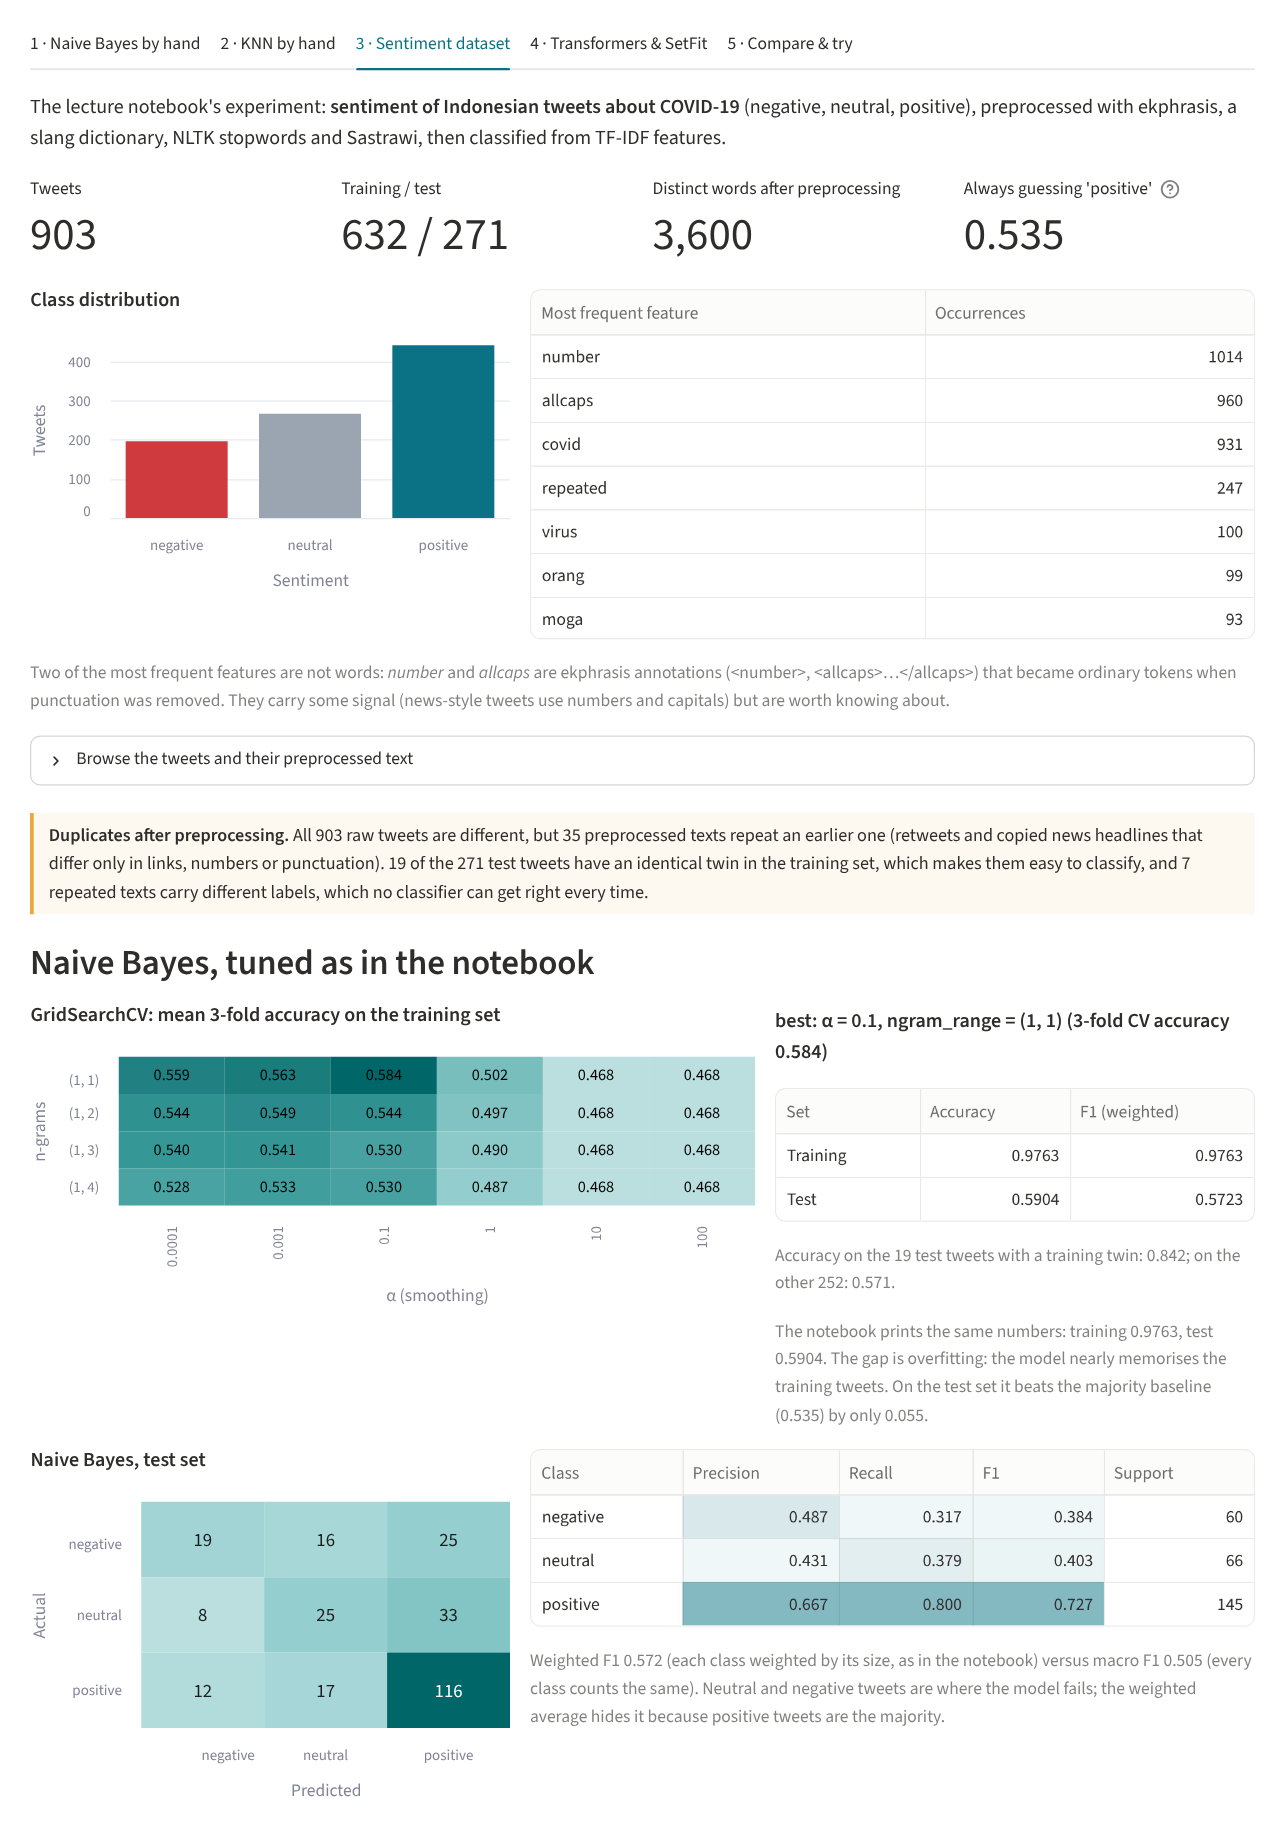 1 · Naive Bayes by hand 2 · KNN by hand 3 · Sentiment dataset 4 · Transformers & SetFit 5 · Compare & try
The lecture notebook's experiment: sentiment of Indonesian tweets about COVID-19 (negative, neutral, positive), preprocessed with ekphrasis, a
slang dictionary, NLTK stopwords and Sastrawi, then classified from TF-IDF features.
Tweets
903
Training / test
632 / 271
Distinct words after preprocessing
3,600
Always guessing 'positive' ?
0.535
Class distribution
Tweets
400
300
200
100
0
negative neutral positive
Sentiment
Most frequent feature Occurrences
number 1014
allcaps 960
covid 931
repeated 247
virus 100
orang 99
moga 93
Two of the most frequent features are not words: number and allcaps are ekphrasis annotations (<number>, <allcaps>…</allcaps>) that became ordinary tokens when
punctuation was removed. They carry some signal (news-style tweets use numbers and capitals) but are worth knowing about.
Browse the tweets and their preprocessed text
Duplicates after preprocessing. All 903 raw tweets are different, but 35 preprocessed texts repeat an earlier one (retweets and copied news headlines that
differ only in links, numbers or punctuation). 19 of the 271 test tweets have an identical twin in the training set, which makes them easy to classify, and 7
repeated texts carry different labels, which no classifier can get right every time.
Naive Bayes, tuned as in the notebook
GridSearchCV: mean 3-fold accuracy on the training set
n-grams
(1, 1) 0.559 0.563 0.584 0.502 0.468 0.468
(1, 2) 0.544 0.549 0.544 0.497 0.468 0.468
(1, 3) 0.540 0.541 0.530 0.490 0.468 0.468
(1, 4) 0.528 0.533 0.530 0.487 0.468 0.468
0.0001 0.001 0.1 1 10 100
α (smoothing)
best: α = 0.1, ngram_range = (1, 1) (3-fold CV accuracy
0.584)
Set Accuracy F1 (weighted)
Training 0.9763 0.9763
Test 0.5904 0.5723
Accuracy on the 19 test tweets with a training twin: 0.842; on the
other 252: 0.571.
The notebook prints the same numbers: training 0.9763, test
0.5904. The gap is overfitting: the model nearly memorises the
training tweets. On the test set it beats the majority baseline
(0.535) by only 0.055.
Naive Bayes, test set
Actual
negative 19 16 25
neutral 8 25 33
positive 12 17 116
negative neutral positive
Predicted
Class Precision Recall F1 Support
negative 0.487 0.317 0.384 60
neutral 0.431 0.379 0.403 66
positive 0.667 0.800 0.727 145
Weighted F1 0.572 (each class weighted by its size, as in the notebook) versus macro F1 0.505 (every
class counts the same). Neutral and negative tweets are where the model fails; the weighted
average hides it because positive tweets are the majority.